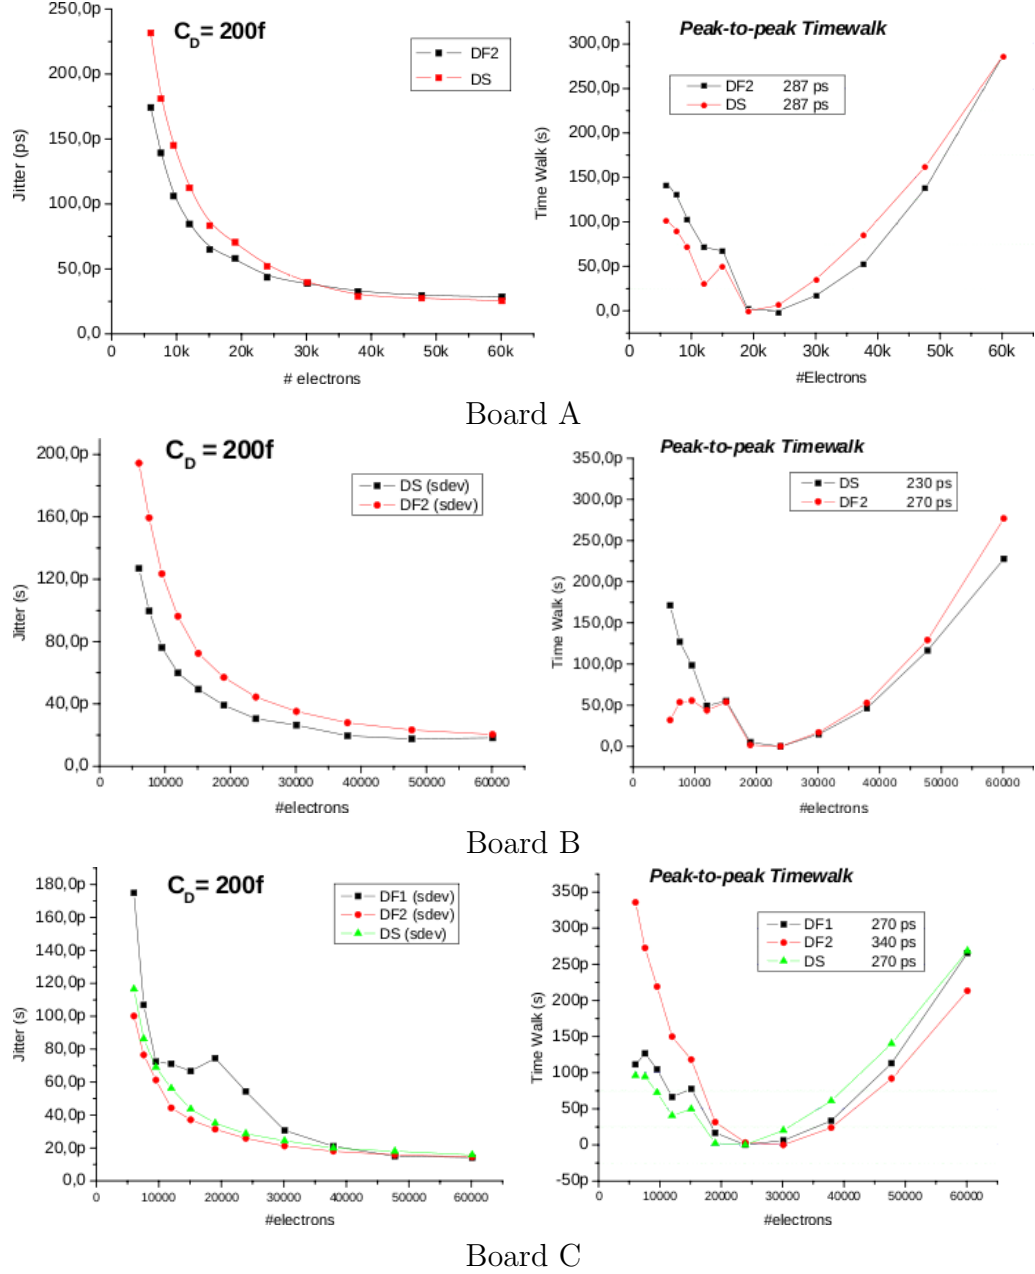 C_D = 200f
DF2
DS
Jitter (ps)
250,0p
200,0p
150,0p
100,0p
50,0p
0,0
0 10k 20k 30k 40k 50k 60k
# electrons
Peak-to-peak Timewalk
DF2 287 ps
DS 287 ps
Time Walk (s)
300,0p
250,0p
200,0p
150,0p
100,0p
50,0p
0,0
0 10k 20k 30k 40k 50k 60k
#Electrons
Board A
C_D = 200f
DS (sdev)
DF2 (sdev)
Jitter (s)
200,0p
160,0p
120,0p
80,0p
40,0p
0,0
0 10000 20000 30000 40000 50000 60000
#electrons
Peak-to-peak Timewalk
DS 230 ps
DF2 270 ps
Time Walk (s)
350,0p
300,0p
250,0p
200,0p
150,0p
100,0p
50,0p
0,0
0 10000 20000 30000 40000 50000 60000
#electrons
Board B
C_D = 200f
DF1 (sdev)
DF2 (sdev)
DS (sdev)
Jitter (s)
180,0p
160,0p
140,0p
120,0p
100,0p
80,0p
60,0p
40,0p
20,0p
0,0
0 10000 20000 30000 40000 50000 60000
#electrons
Peak-to-peak Timewalk
DF1 270 ps
DF2 340 ps
DS 270 ps
Time Walk (s)
350p
300p
250p
200p
150p
100p
50p
0
-50p
0 10000 20000 30000 40000 50000 60000
#electrons
Board C